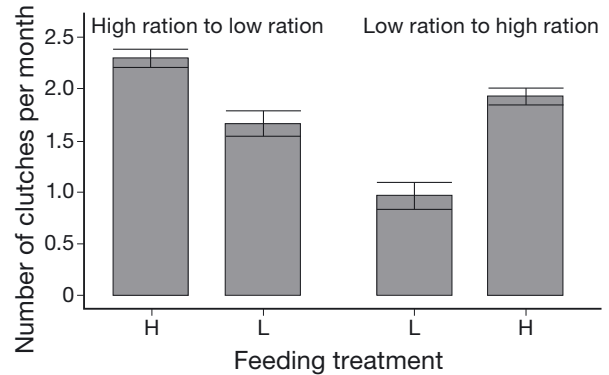 High ration to low ration
Low ration to high ration
Number of clutches per month
2.5
2.0
1.5
1.0
0.5
0
H
L
L
H
Feeding treatment